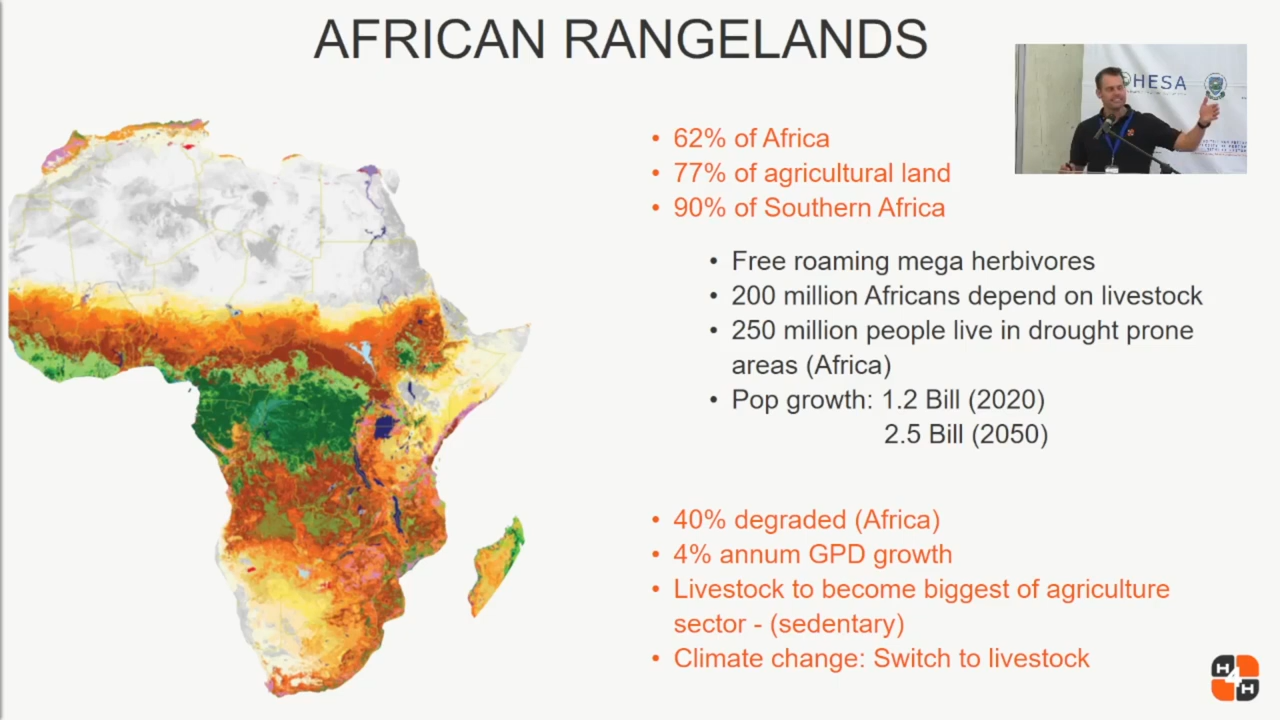 AFRICAN RANGELANDS
HESA
• 62% of Africa
• 77% of agricultural land
• 90% of Southern Africa
• Free roaming mega herbivores
• 200 million Africans depend on livestock
• 250 million people live in drought prone
areas (Africa)
• Pop growth: 1.2 Bill (2020)
2.5 Bill (2050)
• 40% degraded (Africa)
• 4% annum GPD growth
• Livestock to become biggest of agriculture
sector - (sedentary)
• Climate change: Switch to livestock
H4H